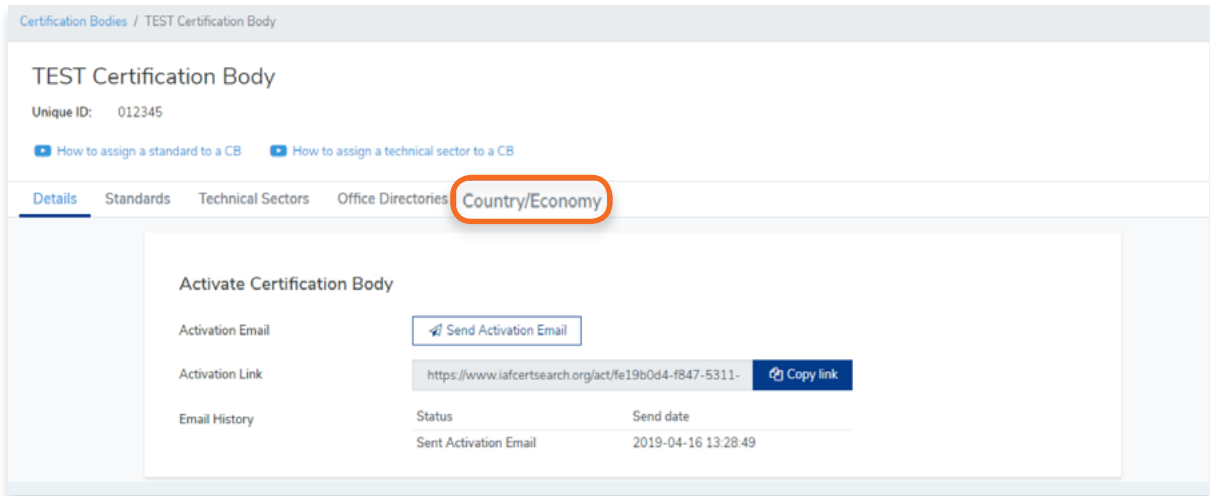 Certification Bodies / TEST Certification Body
TEST Certification Body
Unique ID: 012345
How to assign a standard to a CB How to assign a technical sector to a CB
Details Standards Technical Sectors Office Directories Country/Economy
Activate Certification Body
Activation Email Send Activation Email
Activation Link https://www.iafcertsearch.org/act/fe19b0d4-f847-5311- Copy link
Email History Status Send date
Sent Activation Email 2019-04-16 13:28:49